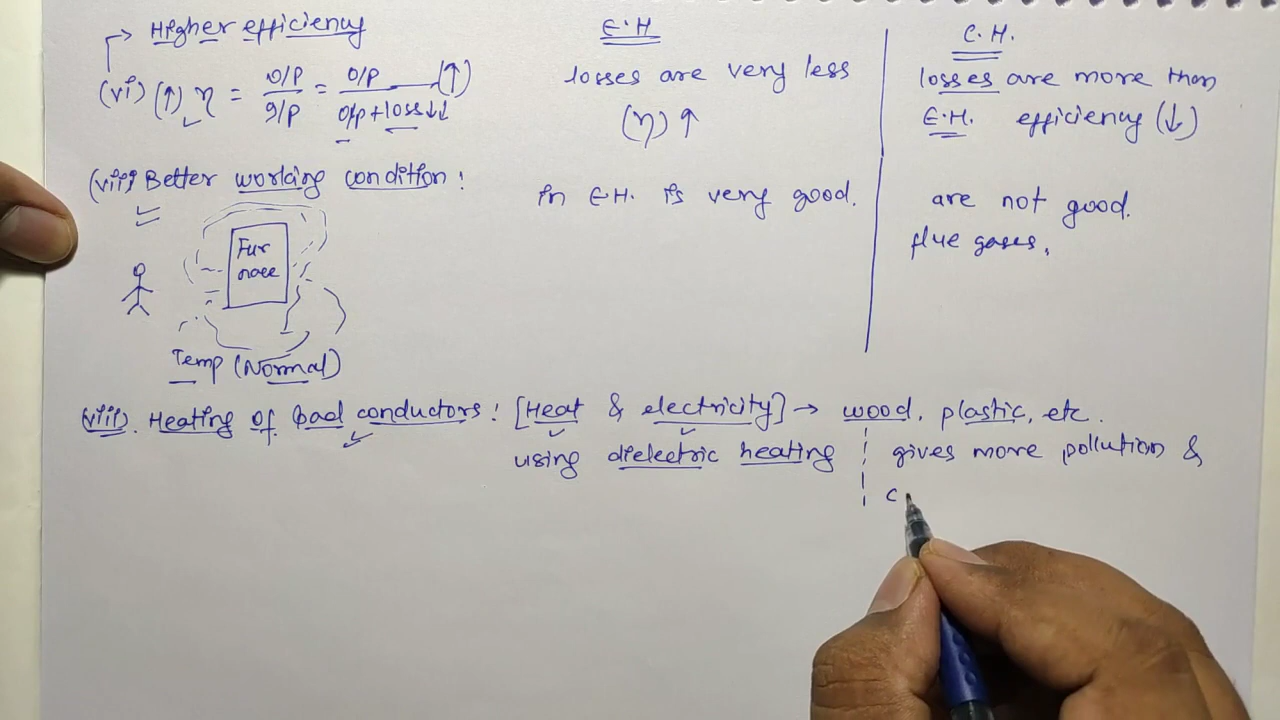 Higher efficiency
(vi) (↑) η = O/P / I/P = O/P / O/P + loss↓↓ (↑)
E.H
losses are very less
(η) ↑
C.H.
losses are more than
E.H. efficiency (↓)
(vii) Better working condition:
in E.H. is very good.
are not good.
flue gases.
Fur
nace
Temp (Normal)
(viii). Heating of bad conductors: [Heat & electricity] → wood, plastic, etc.
using dielectric heating
gives more pollution &
c